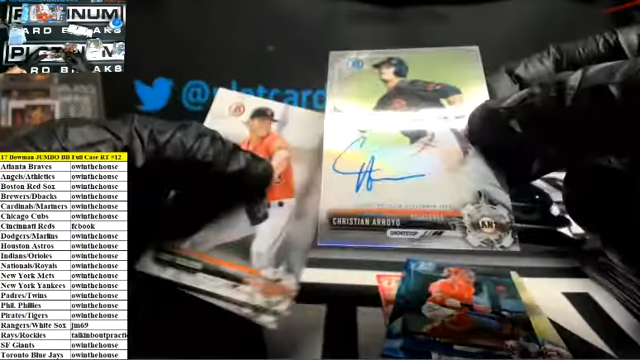 PLATINUM
CARD BREAKS
@platcard
17 Bowman JUMBO BB Full Case RT #12
Atlanta Braves owinthehouse
Angels/Athletics owinthehouse
Boston Red Sox owinthehouse
Brewers/Dbacks owinthehouse
Cardinals/Mariners owinthehouse
Chicago Cubs owinthehouse
Cincinnati Reds fcbook
Dodgers/Marlins owinthehouse
Houston Astros owinthehouse
Indians/Orioles owinthehouse
Nationals/Royals owinthehouse
New York Mets owinthehouse
New York Yankees owinthehouse
Padres/Twins owinthehouse
Phil. Phillies owinthehouse
Pirates/Tigers owinthehouse
Rangers/White Sox jm69
Rays/Rockies talkinboutpractic
SF Giants owinthehouse
Toronto Blue Jays owinthehouse
CHRISTIAN ARROYO
SHORTSTOP